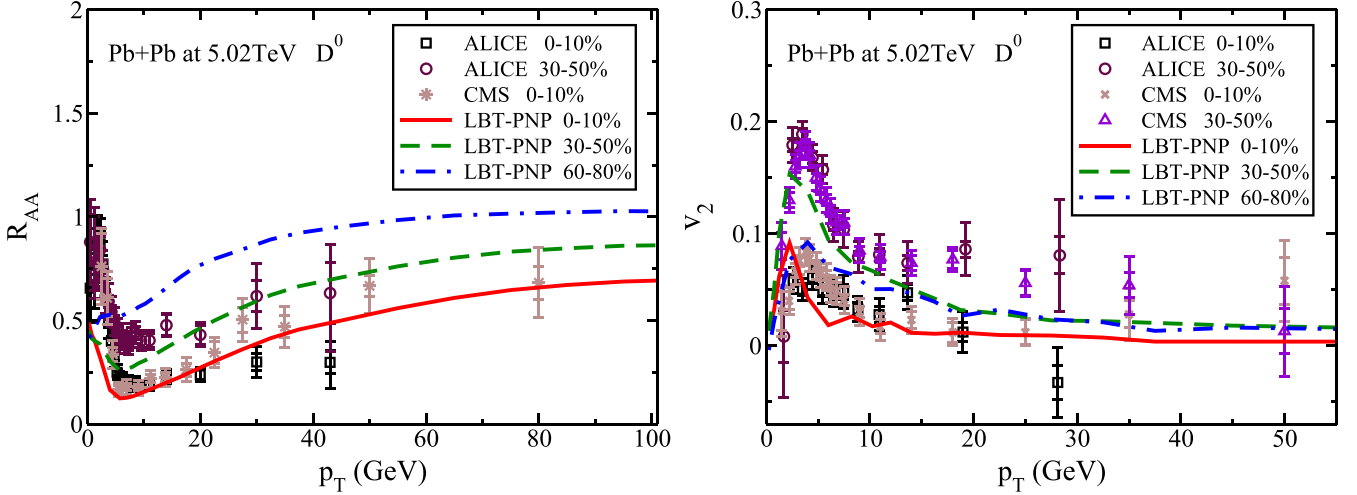 Pb+Pb at 5.02TeV D⁰
ALICE 0-10%
ALICE 30-50%
CMS 0-10%
LBT-PNP 0-10%
LBT-PNP 30-50%
LBT-PNP 60-80%
R_AA
2
1.5
1
0.5
0
0
20
40
60
80
100
p_T (GeV)
Pb+Pb at 5.02TeV D⁰
ALICE 0-10%
ALICE 30-50%
CMS 0-10%
CMS 30-50%
LBT-PNP 0-10%
LBT-PNP 30-50%
LBT-PNP 60-80%
v₂
0.3
0.2
0.1
0
0
10
20
30
40
50
p_T (GeV)